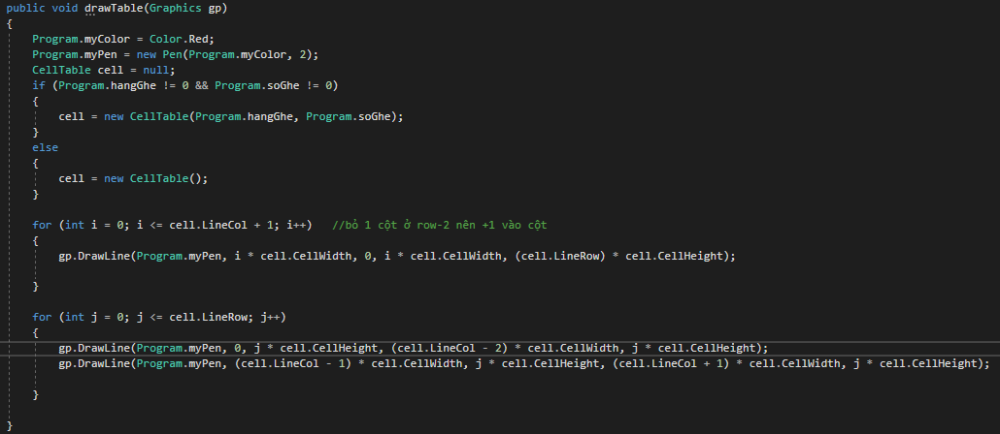 public void drawTable(Graphics gp)
{
Program.myColor = Color.Red;
Program.myPen = new Pen(Program.myColor, 2);
CellTable cell = null;
if (Program.hangGhe != 0 && Program.soGhe != 0)
{
cell = new CellTable(Program.hangGhe, Program.soGhe);
}
else
{
cell = new CellTable();
}
for (int i = 0; i <= cell.LineCol + 1; i++) //bỏ 1 cột ở row-2 nên +1 vào cột
{
gp.DrawLine(Program.myPen, i * cell.CellWidth, 0, i * cell.CellWidth, (cell.LineRow) * cell.CellHeight);
}
for (int j = 0; j <= cell.LineRow; j++)
{
gp.DrawLine(Program.myPen, 0, j * cell.CellHeight, (cell.LineCol - 2) * cell.CellWidth, j * cell.CellHeight);
gp.DrawLine(Program.myPen, (cell.LineCol - 1) * cell.CellWidth, j * cell.CellHeight, (cell.LineCol + 1) * cell.CellWidth, j * cell.CellHeight);
}
}